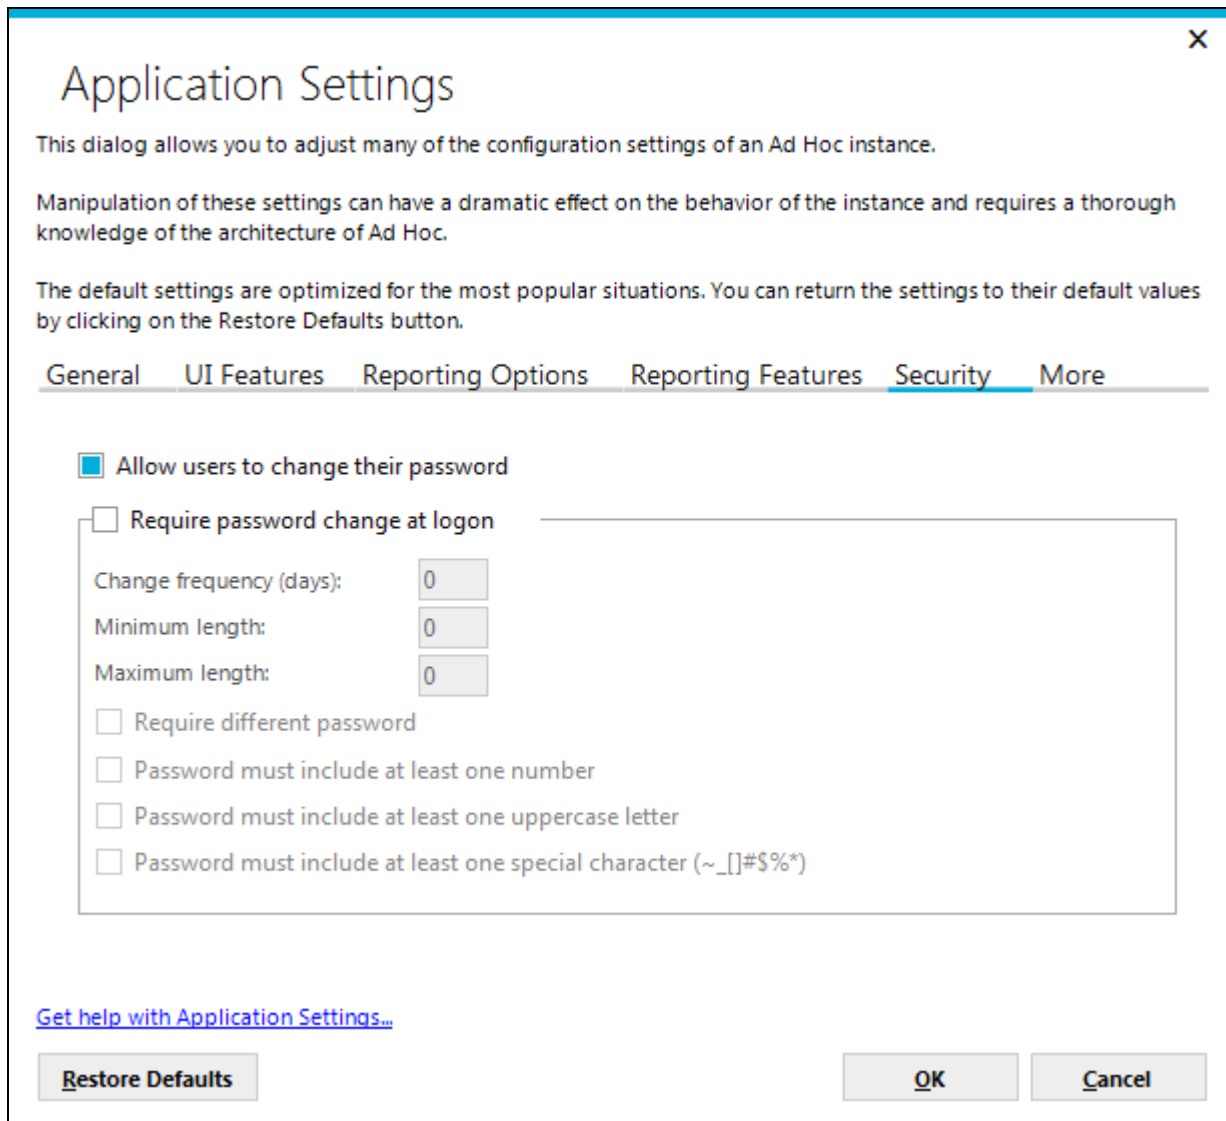 Application Settings
This dialog allows you to adjust many of the configuration settings of an Ad Hoc instance.
Manipulation of these settings can have a dramatic effect on the behavior of the instance and requires a thorough
knowledge of the architecture of Ad Hoc.
The default settings are optimized for the most popular situations. You can return the settings to their default values
by clicking on the Restore Defaults button.
General UI Features Reporting Options Reporting Features Security More
Allow users to change their password
Require password change at logon
Change frequency (days): 0
Minimum length: 0
Maximum length: 0
Require different password
Password must include at least one number
Password must include at least one uppercase letter
Password must include at least one special character (~_[]#$%*)
Get help with Application Settings...
Restore Defaults OK Cancel